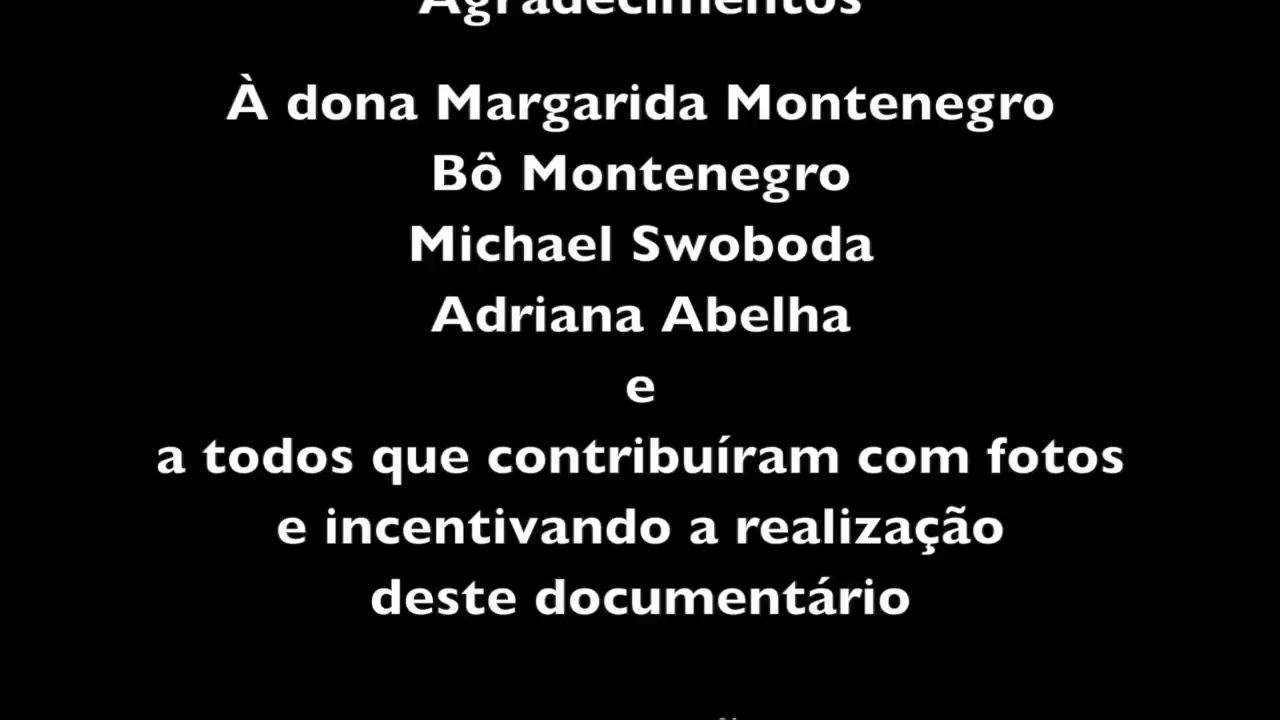 Agradecimentos
À dona Margarida Montenegro
Bô Montenegro
Michael Swoboda
Adriana Abelha
e
a todos que contribuíram com fotos
e incentivando a realização
deste documentário